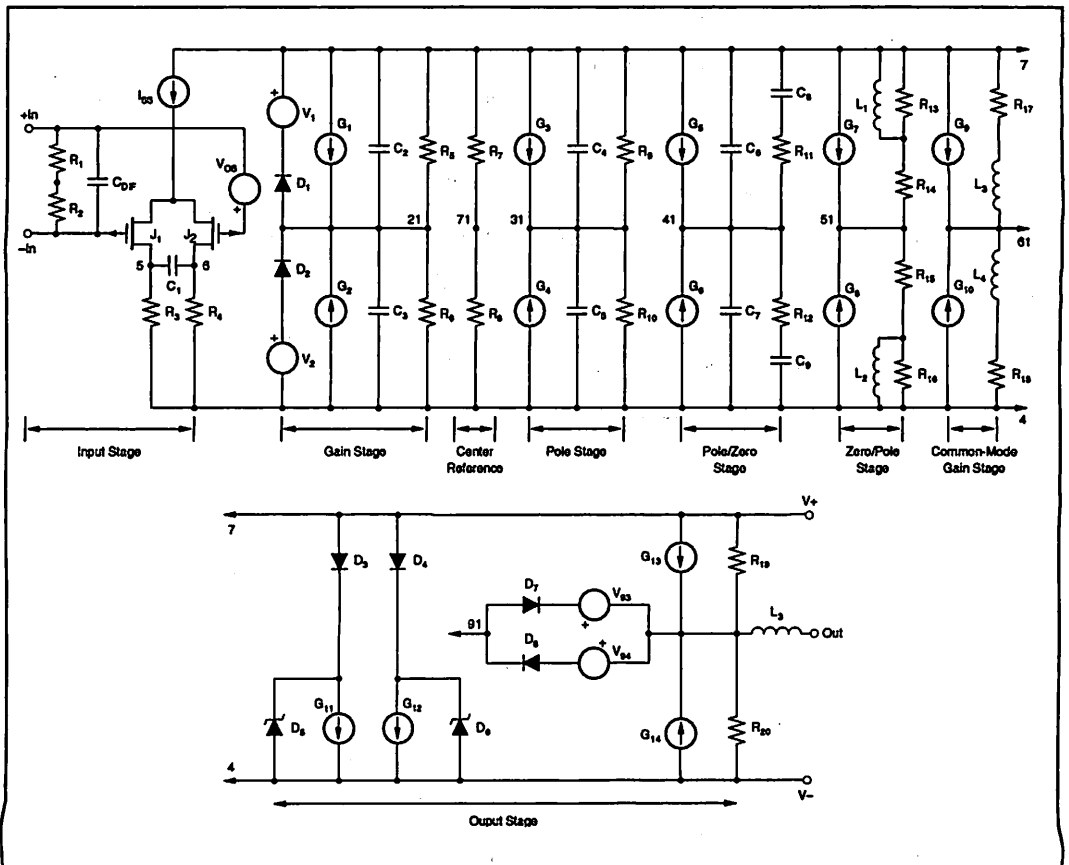 7
I_SS
+In
R1
R2
C_DIF
–In
V_OS
+
J1
J2
5
6
C1
R3
R4
+
V1
D1
D2
+
V2
G1
G2
C2
C3
R5
R6
21
R7
71
R8
G3
31
G4
C4
C5
R9
R10
G5
41
G6
C6
C7
C8
R11
R12
C9
G7
51
G8
L1
R13
R14
R15
L2
R16
G9
G10
R17
L3
61
L4
R18
4
Input Stage
Gain Stage
Center
Reference
Pole Stage
Pole/Zero
Stage
Zero/Pole
Stage
Common-Mode
Gain Stage
7
V+
D3
D4
G13
R19
D7
V93
+
91
D8
+
V94
L3
Out
D5
G11
G12
D6
G14
R20
4
V–
Ouput Stage